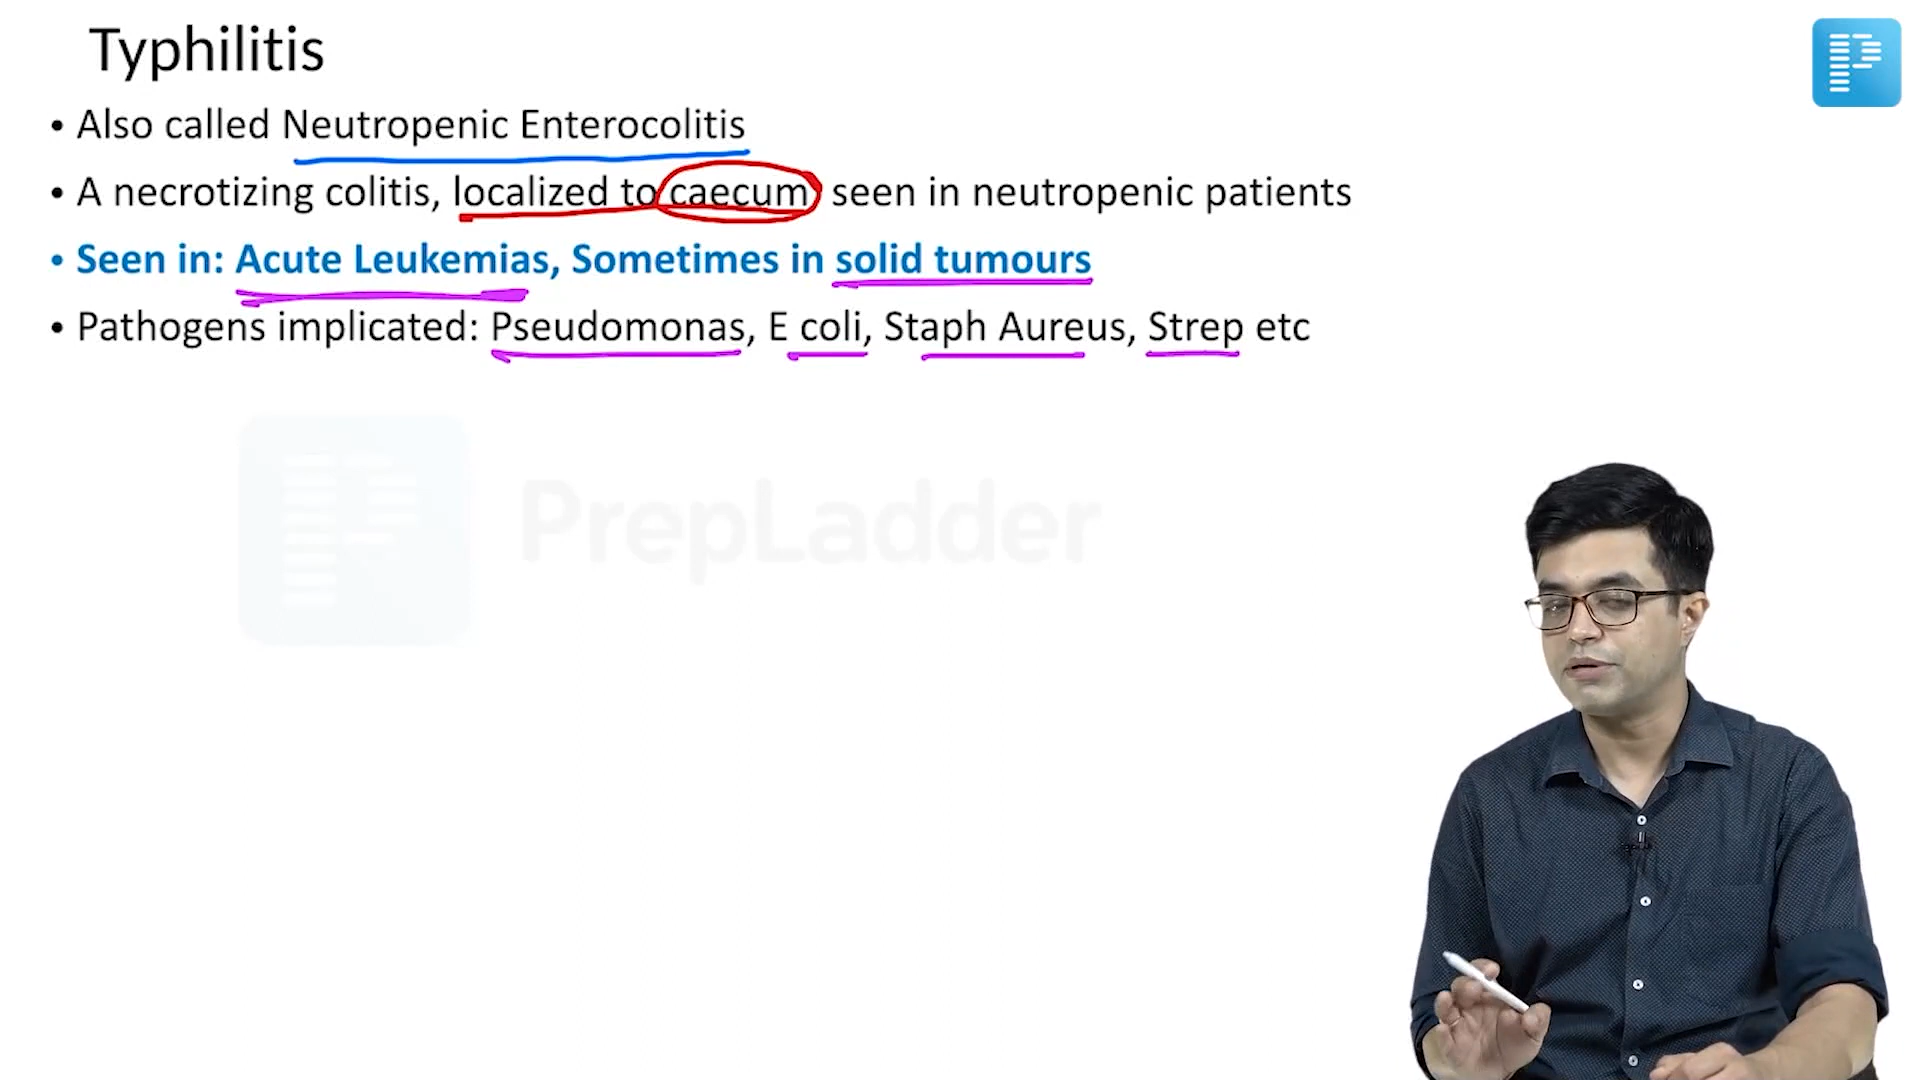 Typhilitis
• Also called Neutropenic Enterocolitis
• A necrotizing colitis, localized to caecum seen in neutropenic patients
• Seen in: Acute Leukemias, Sometimes in solid tumours
• Pathogens implicated: Pseudomonas, E coli, Staph Aureus, Strep etc
PrepLadder